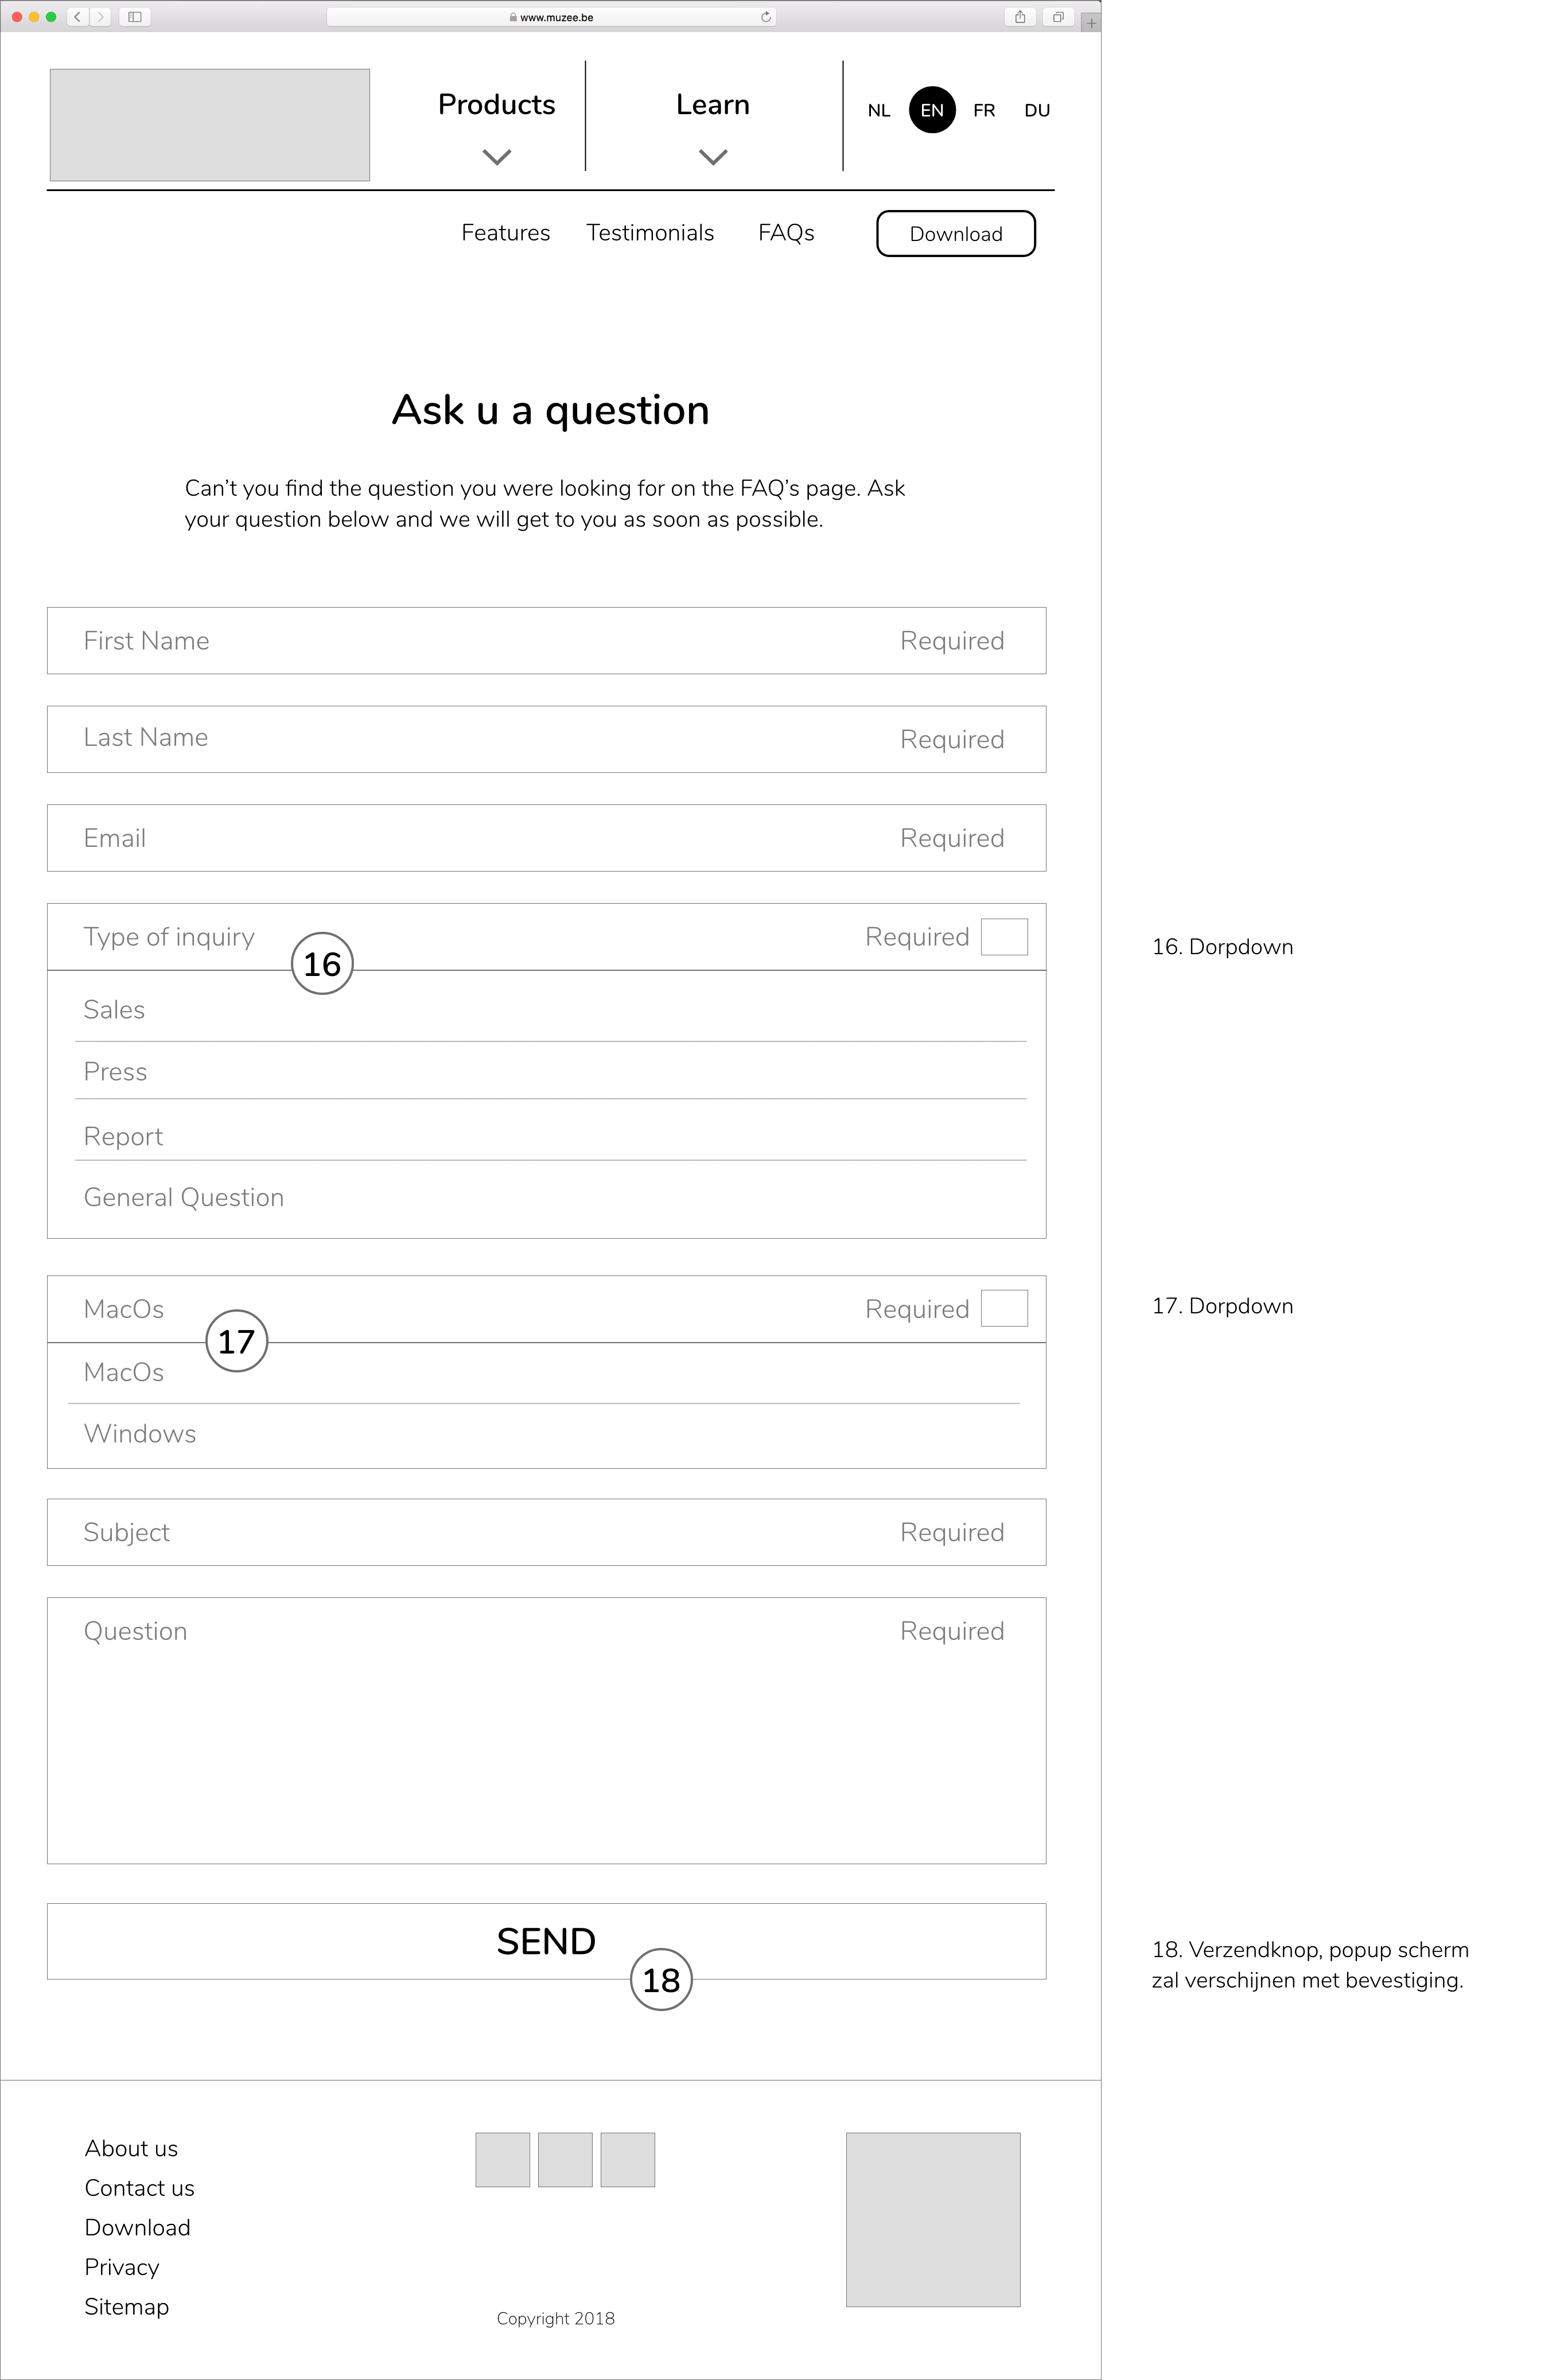 www.muzee.be
Products
Learn
NL EN FR DU
Features Testimonials FAQs Download
Ask u a question
Can’t you find the question you were looking for on the FAQ’s page. Ask
your question below and we will get to you as soon as possible.
First Name Required
Last Name Required
Email Required
Type of inquiry Required
16
16. Dorpdown
Sales
Press
Report
General Question
MacOs Required
17
17. Dorpdown
MacOs
Windows
Subject Required
Question Required
SEND
18
18. Verzendknop, popup scherm
zal verschijnen met bevestiging.
About us
Contact us
Download
Privacy
Sitemap
Copyright 2018